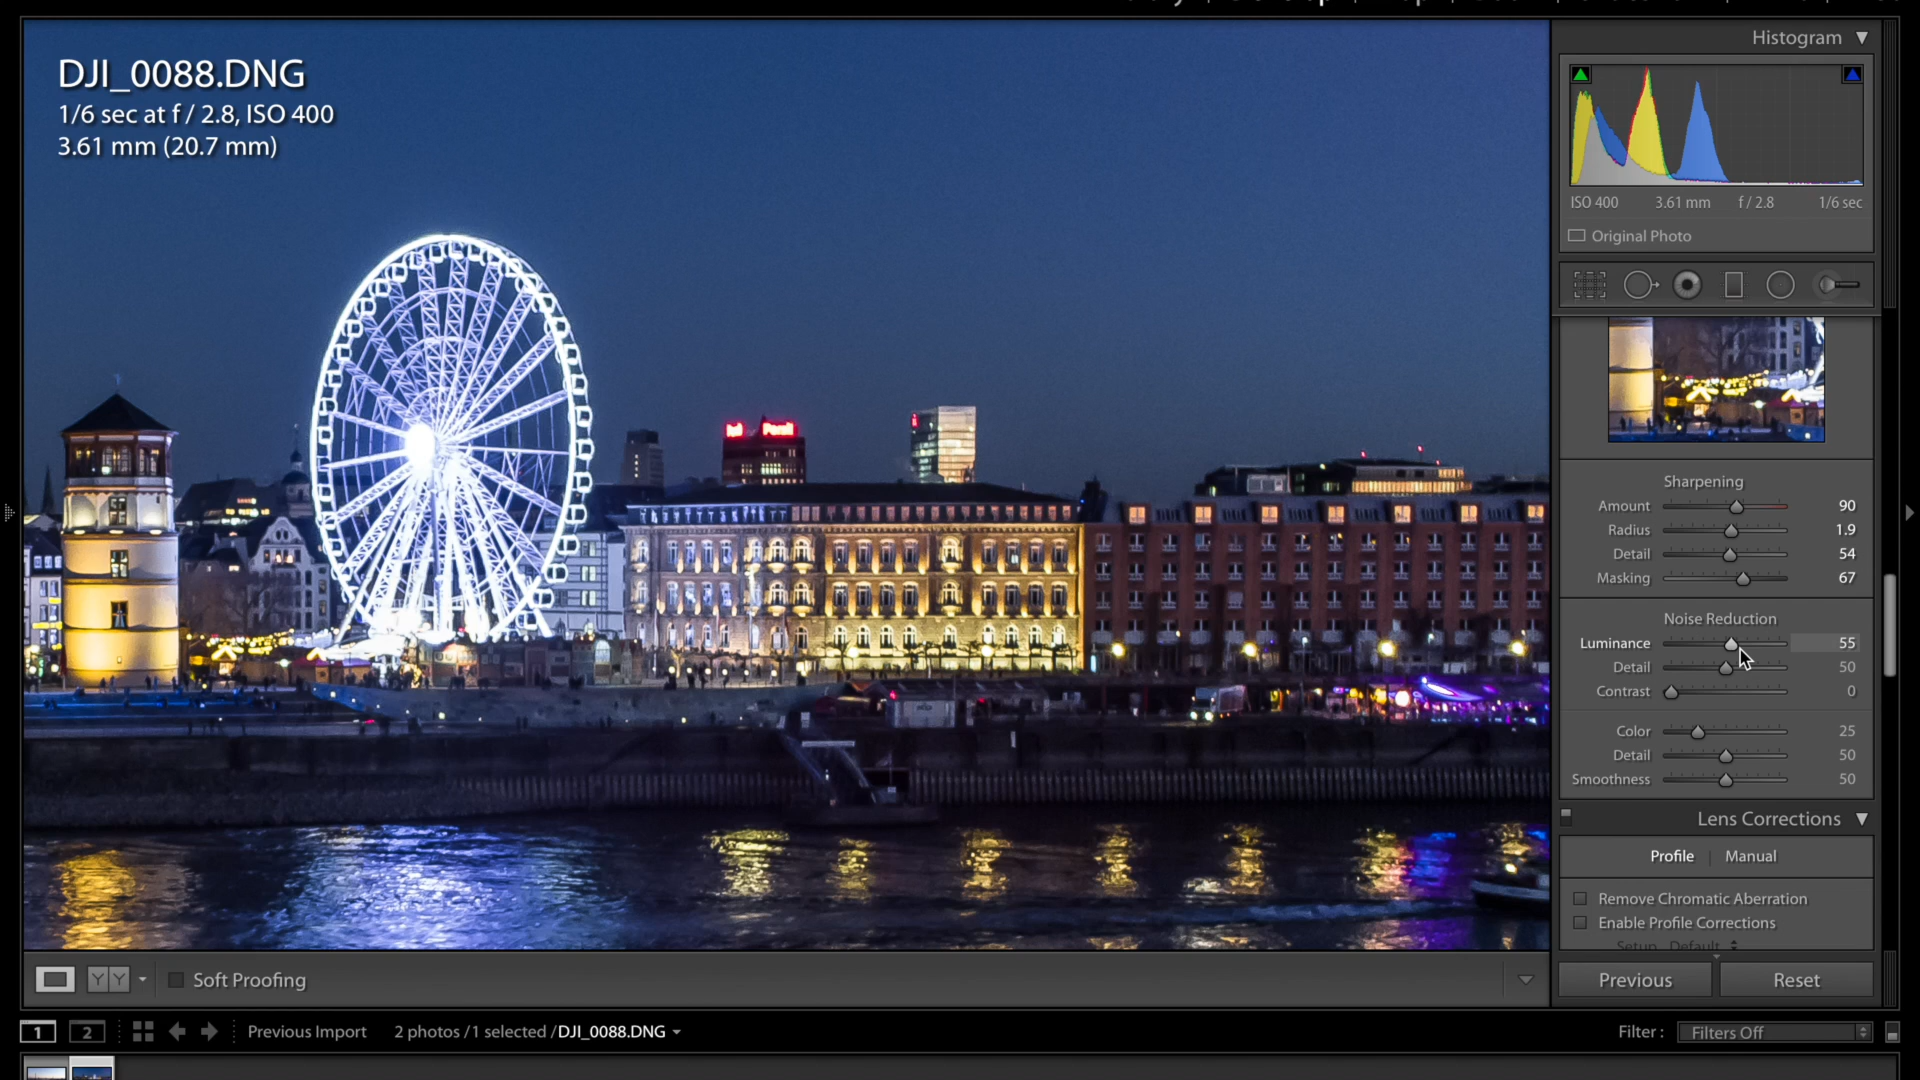 Histogram
DJI_0088.DNG
1/6 sec at f / 2.8, ISO 400
3.61 mm (20.7 mm)
ISO 400 3.61 mm f / 2.8 1/6 sec
Original Photo
Persil
Sharpening
Amount 90
Radius 1.9
Detail 54
Masking 67
Noise Reduction
Luminance 55
Detail 50
Contrast 0
Color 25
Detail 50
Smoothness 50
Lens Corrections
Profile | Manual
Remove Chromatic Aberration
Enable Profile Corrections
Setup Default
Previous Reset
YY Soft Proofing
1 2 Previous Import 2 photos /1 selected /DJI_0088.DNG Filter : Filters Off